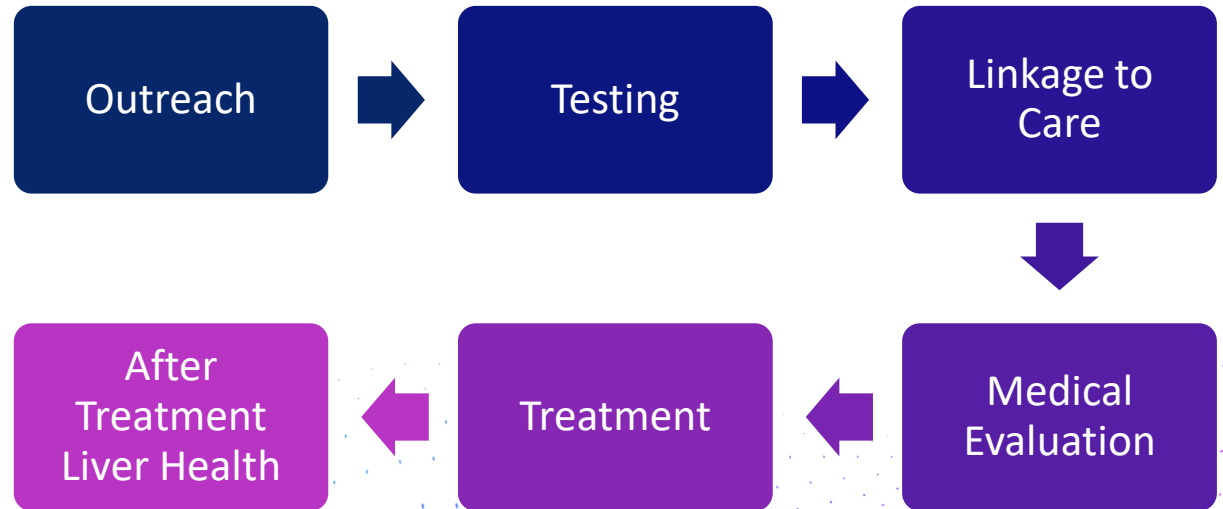 Outreach
Testing
Linkage to
Care
Medical
Evaluation
Treatment
After
Treatment
Liver Health